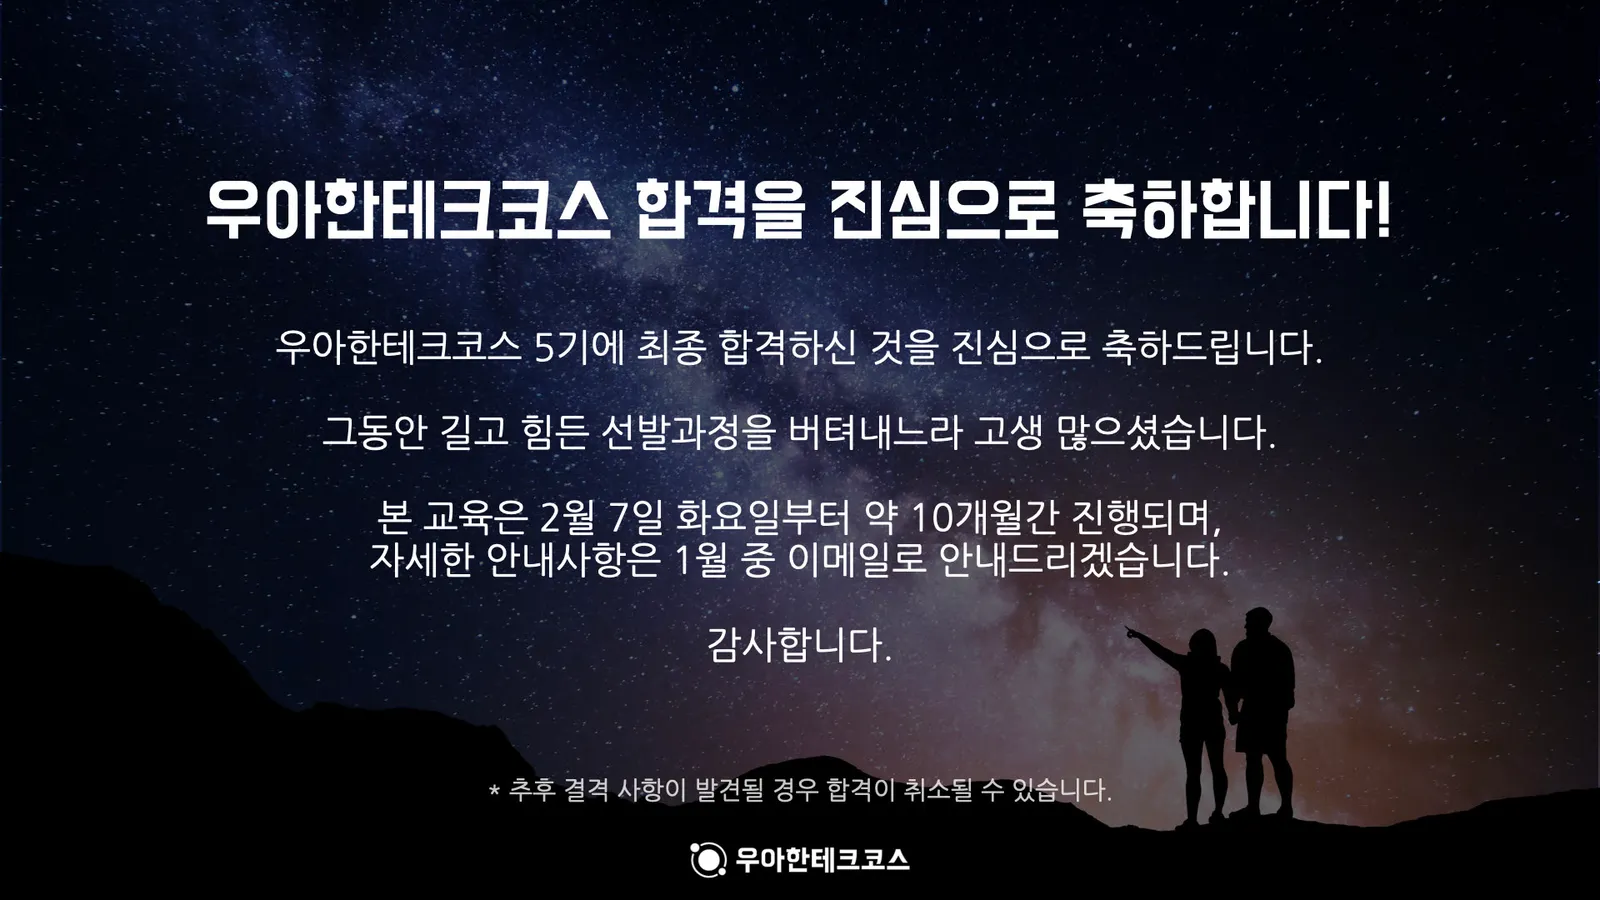 우아한테크코스 합격을 진심으로 축하합니다!
우아한테크코스 5기에 최종 합격하신 것을 진심으로 축하드립니다.
그동안 길고 힘든 선발과정을 버텨내느라 고생 많으셨습니다.
본 교육은 2월 7일 화요일부터 약 10개월간 진행되며,
자세한 안내사항은 1월 중 이메일로 안내드리겠습니다.
감사합니다.
* 추후 결격 사항이 발견될 경우 합격이 취소될 수 있습니다.
우아한테크코스